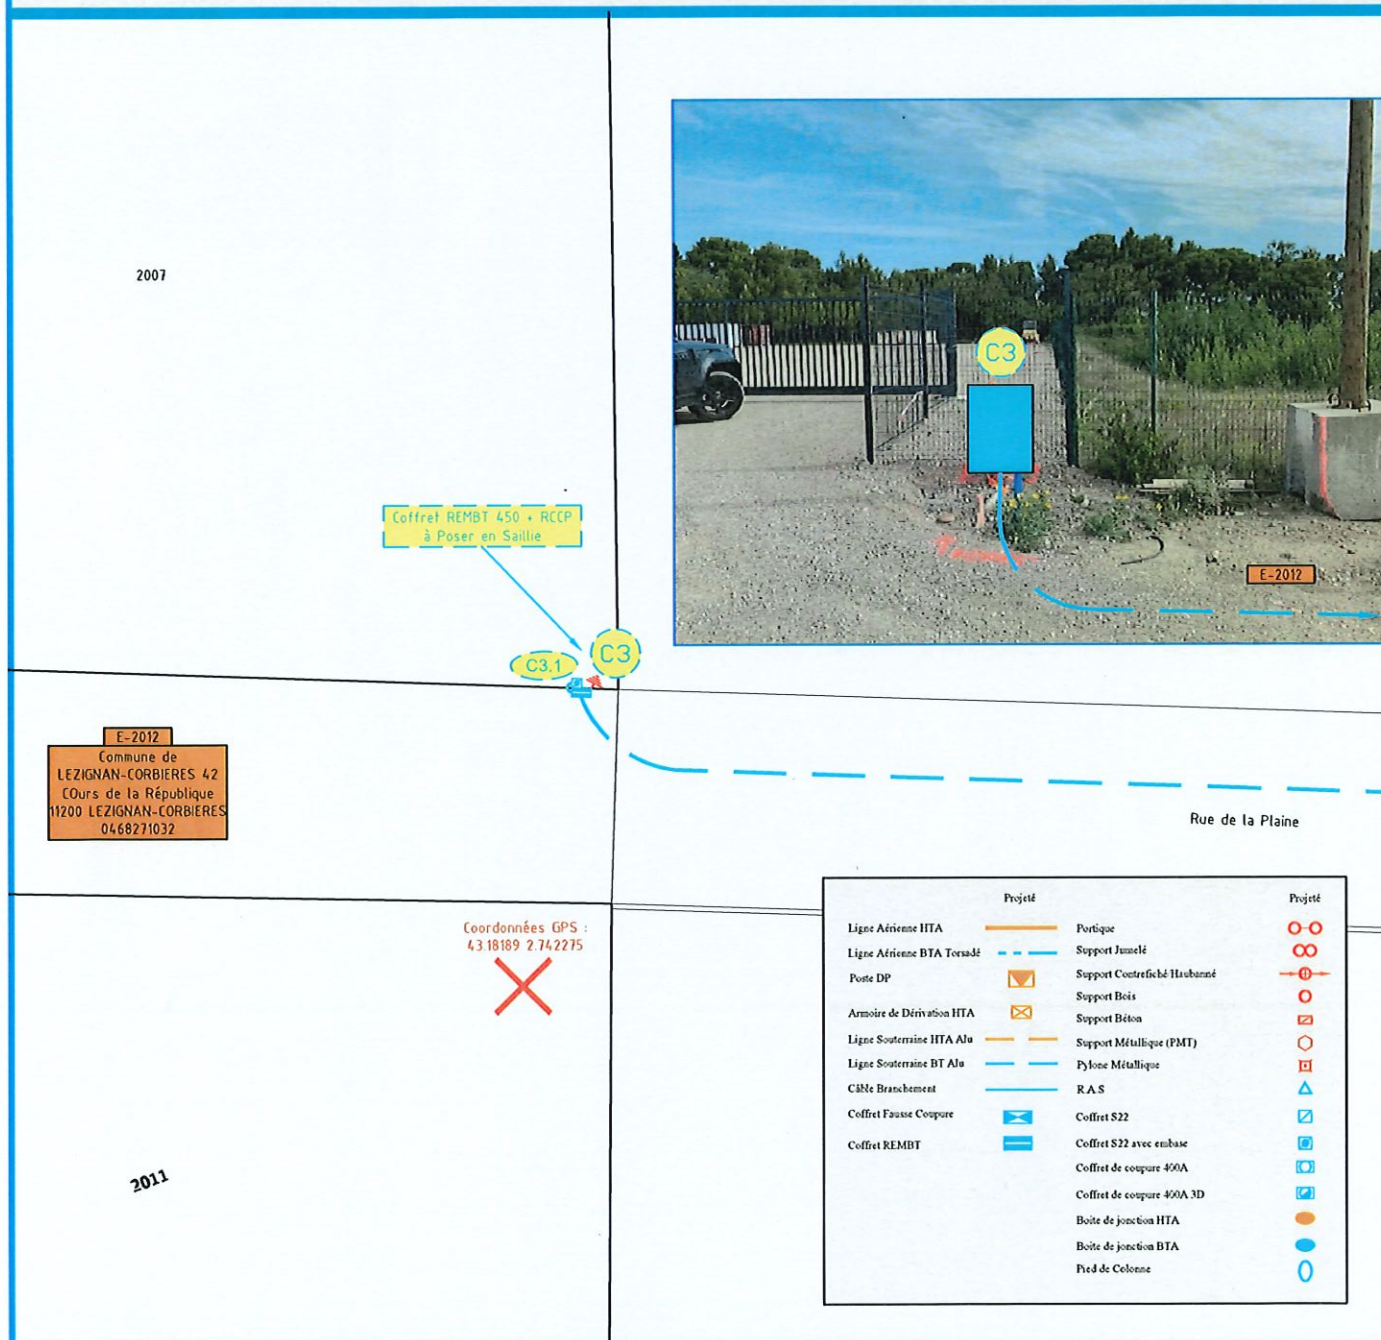 2007
C3
E-2012
Coffret REMBT 450 + RCCP
à Poser en Saillie
C3.1
C3
E-2012
Commune de
LEZIGNAN-CORBIERES 42
COurs de la République
11200 LEZIGNAN-CORBIERES
0468271032
Rue de la Plaine
Coordonnées GPS :
43.18189 2.742275
2011
Projeté
Ligne Aérienne HTA
Ligne Aérienne BTA Torsadé
Poste DP
Armoire de Dérivation HTA
Ligne Souterraine HTA Alu
Ligne Souterraine BT Alu
Câble Branchement
Coffret Fausse Coupure
Coffret REMBT
Projeté
Portique
Support Jumelé
Support Contrefiché Haubanné
Support Bois
Support Béton
Support Métallique (PMT)
Pylone Métallique
R A S
Coffret S22
Coffret S22 avec embase
Coffret de coupure 400A
Coffret de coupure 400A 3D
Boite de jonction HTA
Boite de jonction BTA
Pied de Colonne